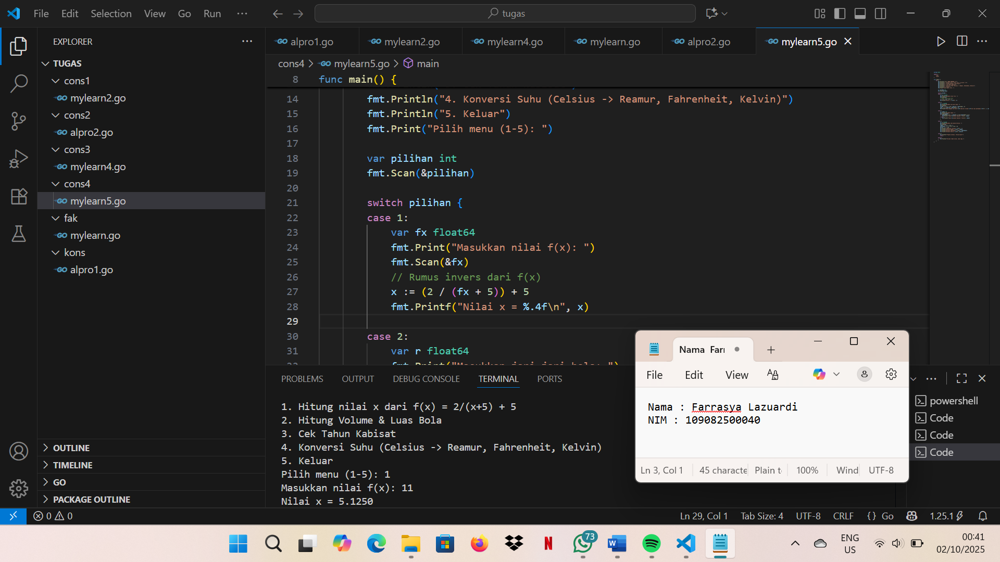 File Edit Selection View Go Run ···
tugas
EXPLORER
TUGAS
cons1
mylearn2.go
cons2
alpro2.go
cons3
mylearn4.go
cons4
mylearn5.go
fak
mylearn.go
kons
alpro1.go
OUTLINE
TIMELINE
GO
PACKAGE OUTLINE
alpro1.go mylearn2.go mylearn4.go mylearn.go alpro2.go mylearn5.go
cons4 > mylearn5.go > main
8 func main() {
14 fmt.Println("4. Konversi Suhu (Celsius -> Reamur, Fahrenheit, Kelvin)")
15 fmt.Println("5. Keluar")
16 fmt.Print("Pilih menu (1-5): ")
17
18 var pilihan int
19 fmt.Scan(&pilihan)
20
21 switch pilihan {
22 case 1:
23 var fx float64
24 fmt.Print("Masukkan nilai f(x): ")
25 fmt.Scan(&fx)
26 // Rumus invers dari f(x)
27 x := (2 / (fx + 5)) + 5
28 fmt.Printf("Nilai x = %.4f\n", x)
29
30 case 2:
31 var r float64
PROBLEMS OUTPUT DEBUG CONSOLE TERMINAL PORTS
1. Hitung nilai x dari f(x) = 2/(x+5) + 5
2. Hitung Volume & Luas Bola
3. Cek Tahun Kabisat
4. Konversi Suhu (Celsius -> Reamur, Fahrenheit, Kelvin)
5. Keluar
Pilih menu (1-5): 1
Masukkan nilai f(x): 11
Nilai x = 5.1250
powershell
Code
Code
Code
Nama Farr
File Edit View
Nama : Farrasya Lazuardi
NIM : 109082500040
Ln 3, Col 1 45 characte Plain t 100% Wind UTF-8
0 0
Ln 29, Col 1 Tab Size: 4 UTF-8 CRLF {} Go 1.25.1
73
ENG
US
00:41
02/10/2025